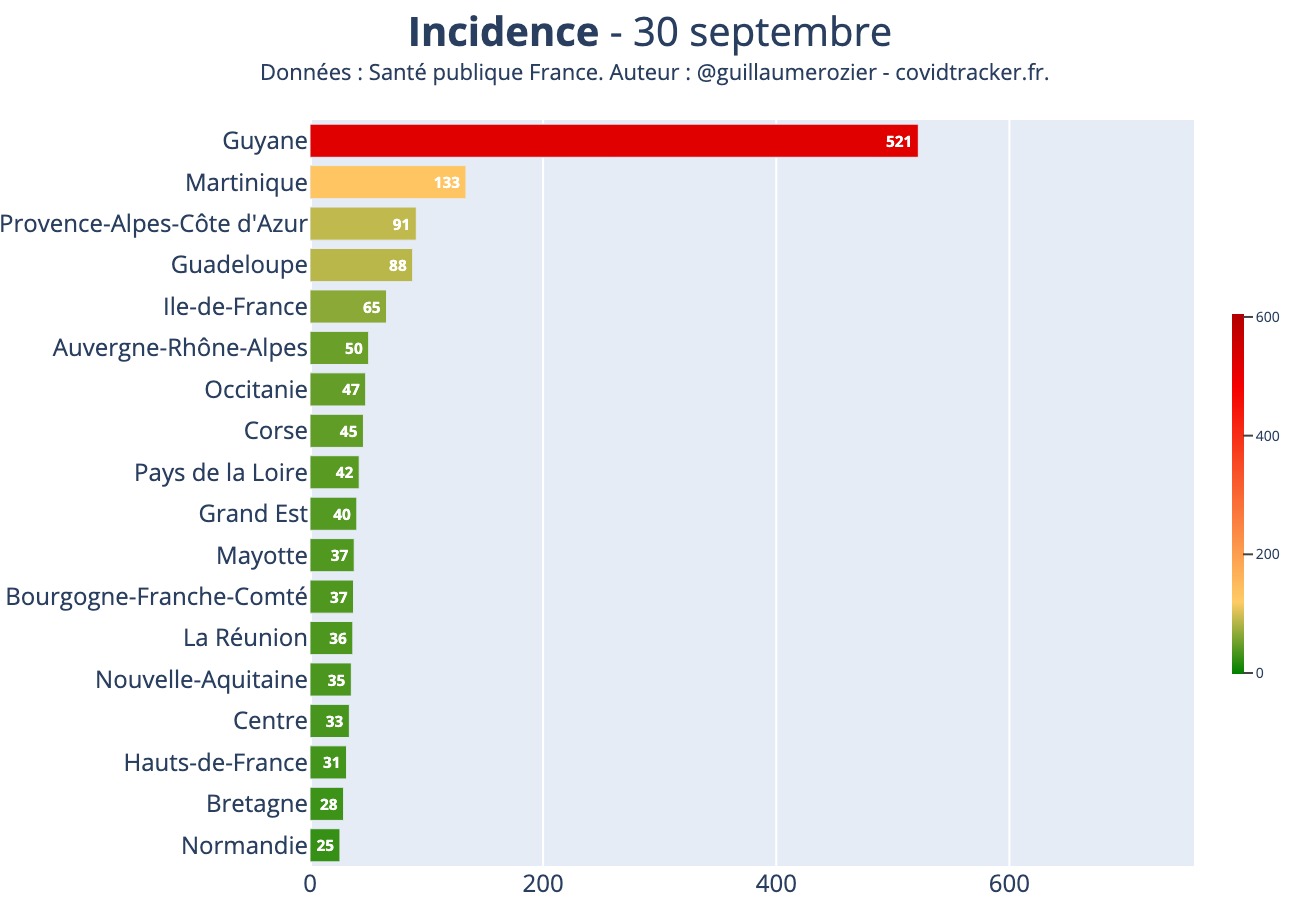 Incidence - 30 septembre
Données : Santé publique France. Auteur : @guillaumerozier - covidtracker.fr.
Guyane 521
Martinique 133
Provence-Alpes-Côte d'Azur 91
Guadeloupe 88
Ile-de-France 65
Auvergne-Rhône-Alpes 50
Occitanie 47
Corse 45
Pays de la Loire 42
Grand Est 40
Mayotte 37
Bourgogne-Franche-Comté 37
La Réunion 36
Nouvelle-Aquitaine 35
Centre 33
Hauts-de-France 31
Bretagne 28
Normandie 25
0 200 400 600
600
400
200
0